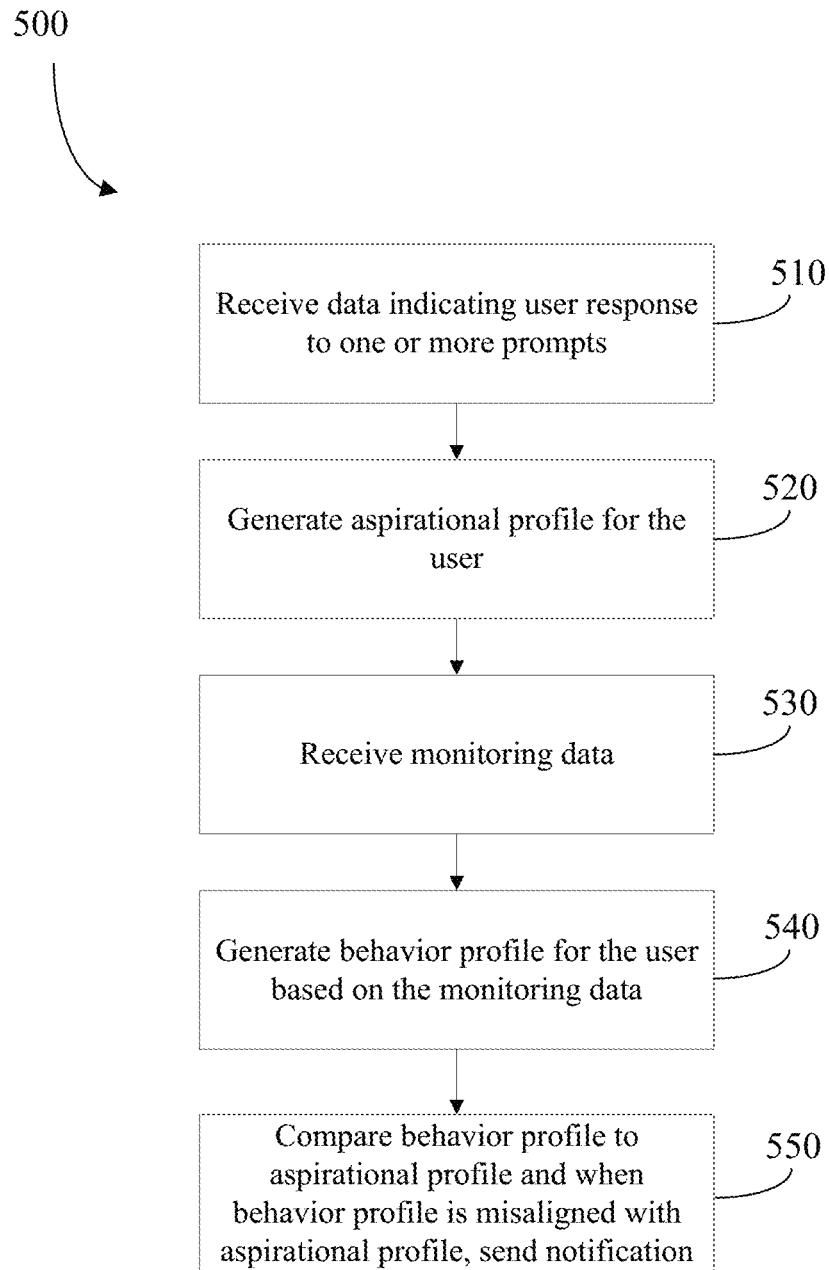 500
510
Receive data indicating user response
to one or more prompts
520
Generate aspirational profile for the
user
530
Receive monitoring data
540
Generate behavior profile for the user
based on the monitoring data
550
Compare behavior profile to
aspirational profile and when
behavior profile is misaligned with
aspirational profile, send notification